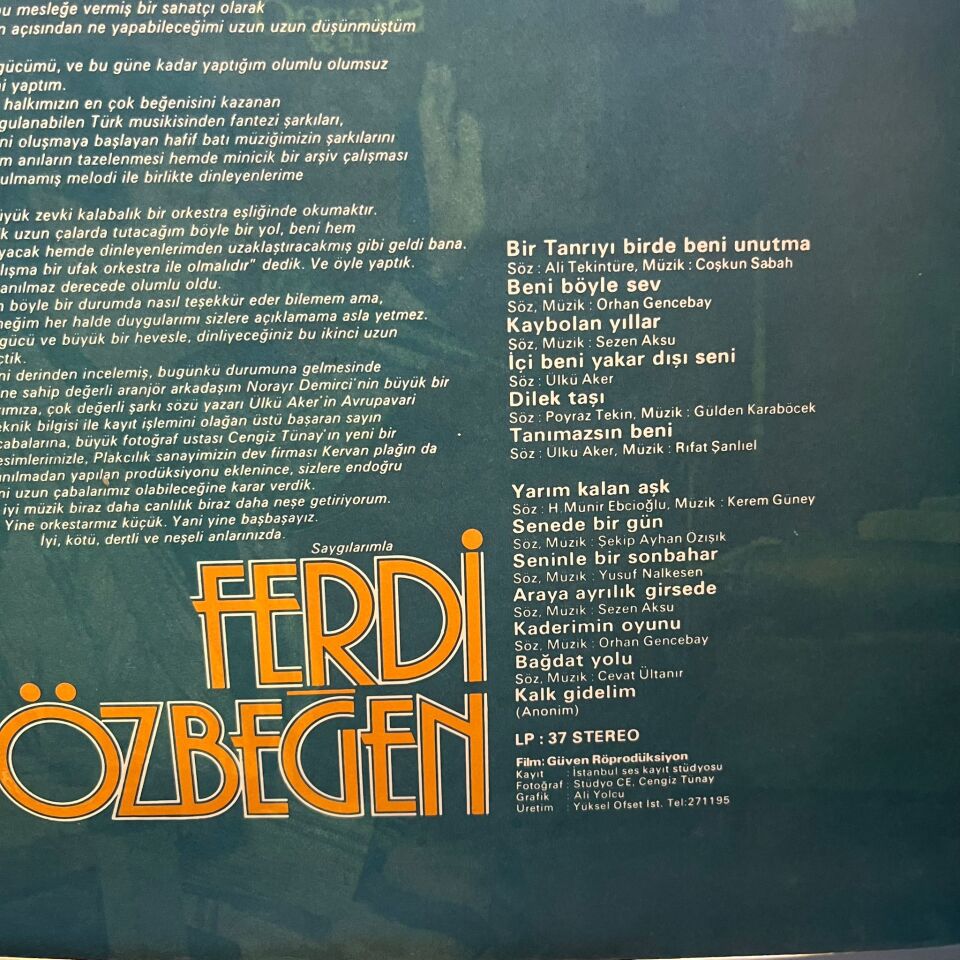 mesleğe vermiş bir sahatçı olarak
açısından ne yapabileceğimi uzun uzun düşünmüştüm
gücümü, ve bu güne kadar yaptığım olumlu olumsuz
yaptım.
halkımızın en çok beğenisini kazanan
gulanabilen Türk musikisinden fantezi şarkıları,
ni oluşmaya başlayan hafif batı müziğimizin şarkılarını
m anıların tazelenmesi hemde minicik bir arşiv çalışması
ulmamış melodi ile birlikte dinleyenlerime
üyük zevki kalabalık bir orkestra eşliğinde okumaktır.
k uzun çalarda tutacağım böyle bir yol, beni hem
yacak hemde dinleyenlerimden uzaklaştıracakmış gibi geldi bana.
lışma bir ufak orkestra ile olmalıdır" dedik. Ve öyle yaptık.
anılmaz derecede olumlu oldu.
n böyle bir durumda nasıl teşekkür eder bilemem ama,
neğim her halde duygularımı sizlere açıklamama asla yetmez.
gücü ve büyük bir hevesle, dinliyeceğiniz bu ikinci uzun
çtik.
ni derinden incelemiş, bugünkü durumuna gelmesinde
ne sahip değerli aranjör arkadaşım Norayr Demirci'nin büyük bir
ımıza, çok değerli şarkı sözü yazarı Ülkü Aker'in Avrupavari
eknik bilgisi ile kayıt işlemini olağan üstü başaran sayın
çabalarına, büyük fotoğraf ustası Cengiz Tünay'ın yeni bir
esimlerimizle, Plakcılık sanayimizin dev firması Kervan plağın da
anılmadan yapılan prodüksiyonu eklenince, sizlere endoğru
ni uzun çabalarımız olabileceğine karar verdik.
iyi müzik biraz daha canlılık biraz daha neşe getiriyorum.
Yine orkestarmız küçük. Yani yine başbaşayız.
İyi, kötü, dertli ve neşeli anlarınızda.
Saygılarımla
FERDİ
ÖZBEĞEN
Bir Tanrıyı birde beni unutma
Söz : Ali Tekintüre, Müzik : Coşkun Sabah
Beni böyle sev
Söz, Müzik : Orhan Gencebay
Kaybolan yıllar
Söz, Müzik : Sezen Aksu
İçi beni yakar dışı seni
Söz : Ülkü Aker
Dilek taşı
Söz : Poyraz Tekin, Müzik : Gülden Karaböcek
Tanımazsın beni
Söz : Ülkü Aker, Müzik : Rıfat Şanlıel
Yarım kalan aşk
Söz : H.Münir Ebcioğlu, Müzik : Kerem Güney
Senede bir gün
Söz, Müzik : Şekip Ayhan Özışık
Seninle bir sonbahar
Söz, Müzik : Yusuf Nalkesen
Araya ayrılık girsede
Söz, Müzik : Sezen Aksu
Kaderimin oyunu
Söz, Müzik : Orhan Gencebay
Bağdat yolu
Söz, Müzik : Cevat Ültanır
Kalk gidelim
(Anonim)
LP : 37 STEREO
Film: Güven Röprodüksiyon
Kayıt : İstanbul ses kayıt stüdyosu
Fotoğraf : Stüdyo CE, Cengiz Tünay
Grafik : Ali Yolcu
Üretim : Yüksel Ofset İst. Tel:271195